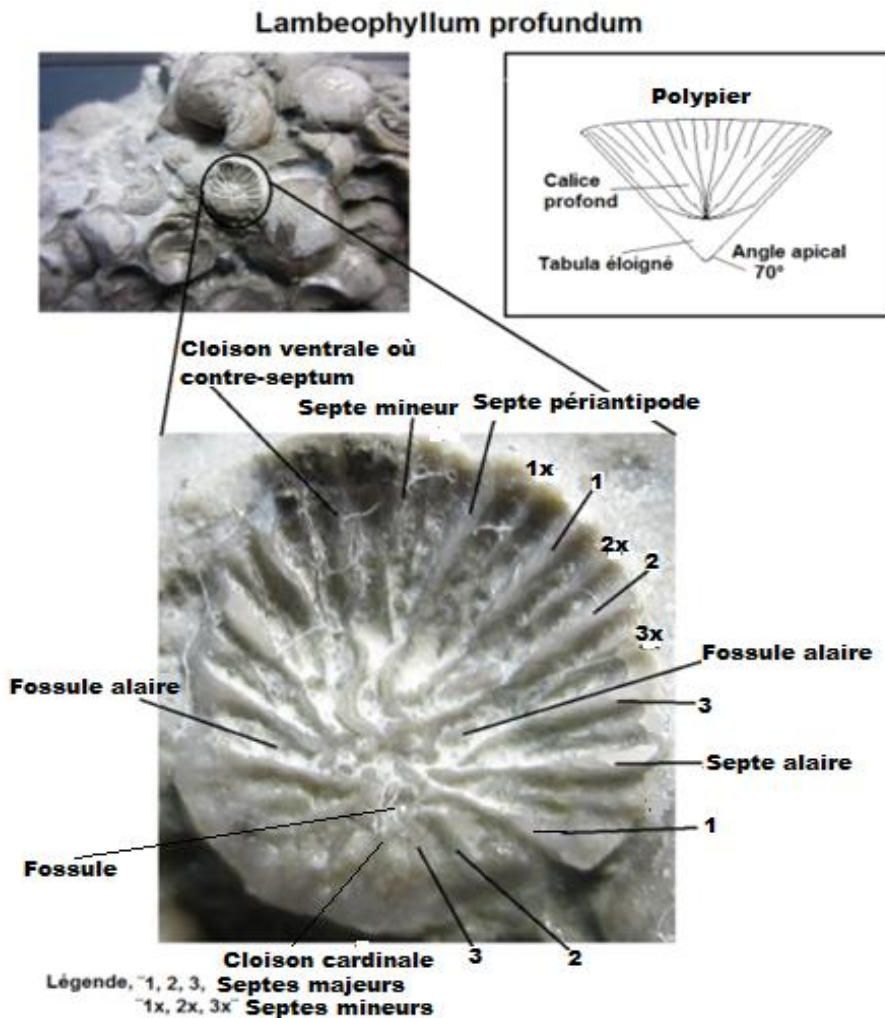 Lambeophyllum profundum
Polypier
Calice
profond
Tabula éloigné
Angle apical
70°
Cloison ventrale où
contre-septum
Septe mineur
Septe périantipode
1x
1
2x
2
3x
Fossule alaire
Fossule alaire
3
Septe alaire
1
Fossule
Cloison cardinale
3
2
Légende, ¨1, 2, 3, Septes majeurs
¨1x, 2x, 3x¨ Septes mineurs